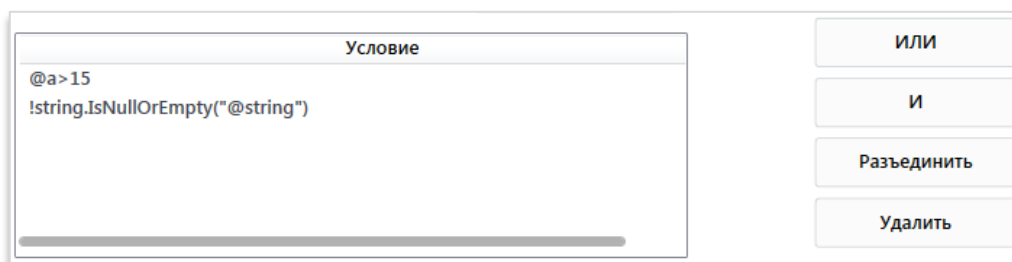 Условие
@a>15
!string.IsNullOrEmpty("@string")
ИЛИ
И
Разъединить
Удалить